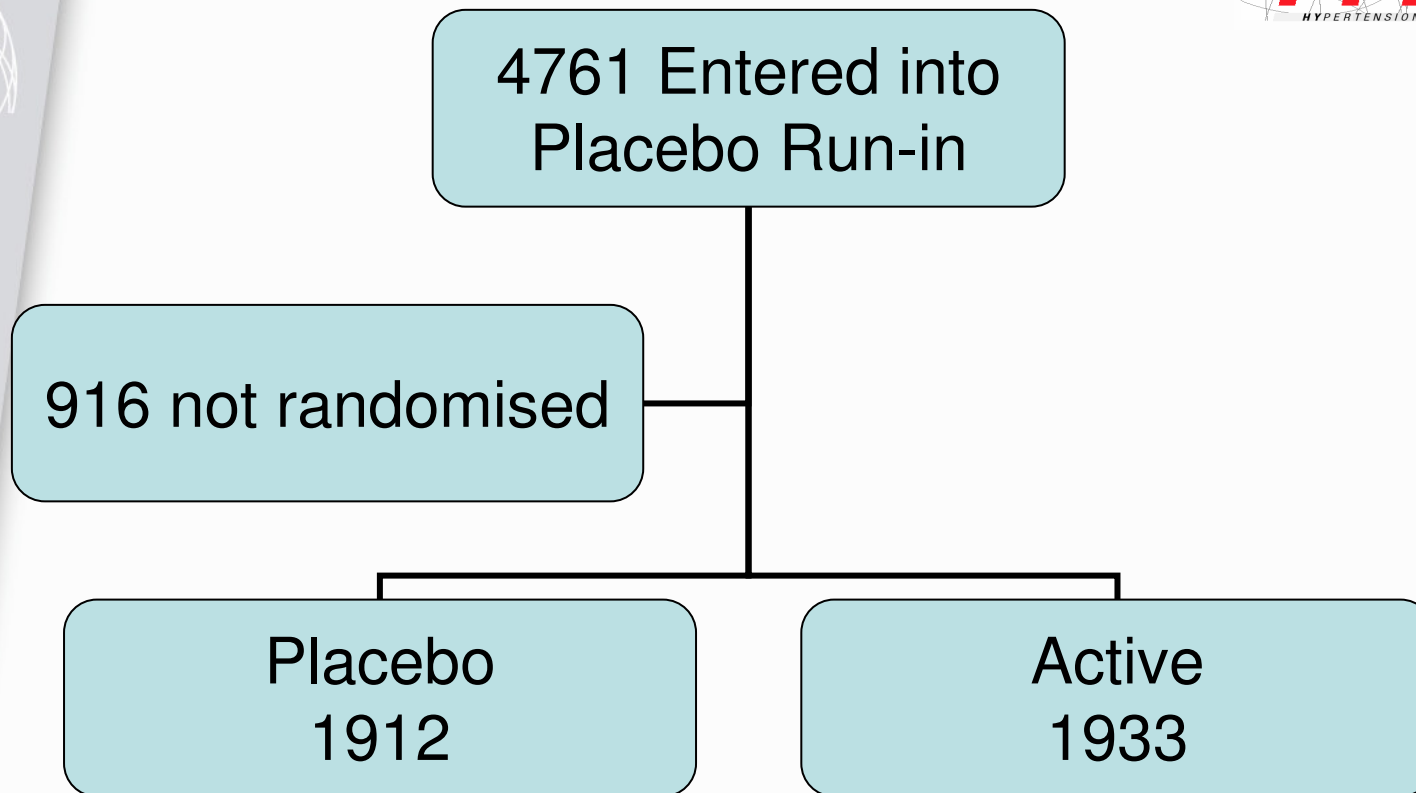 HYPERTENSION
4761 Entered into
Placebo Run-in
916 not randomised
Placebo
1912
Active
1933